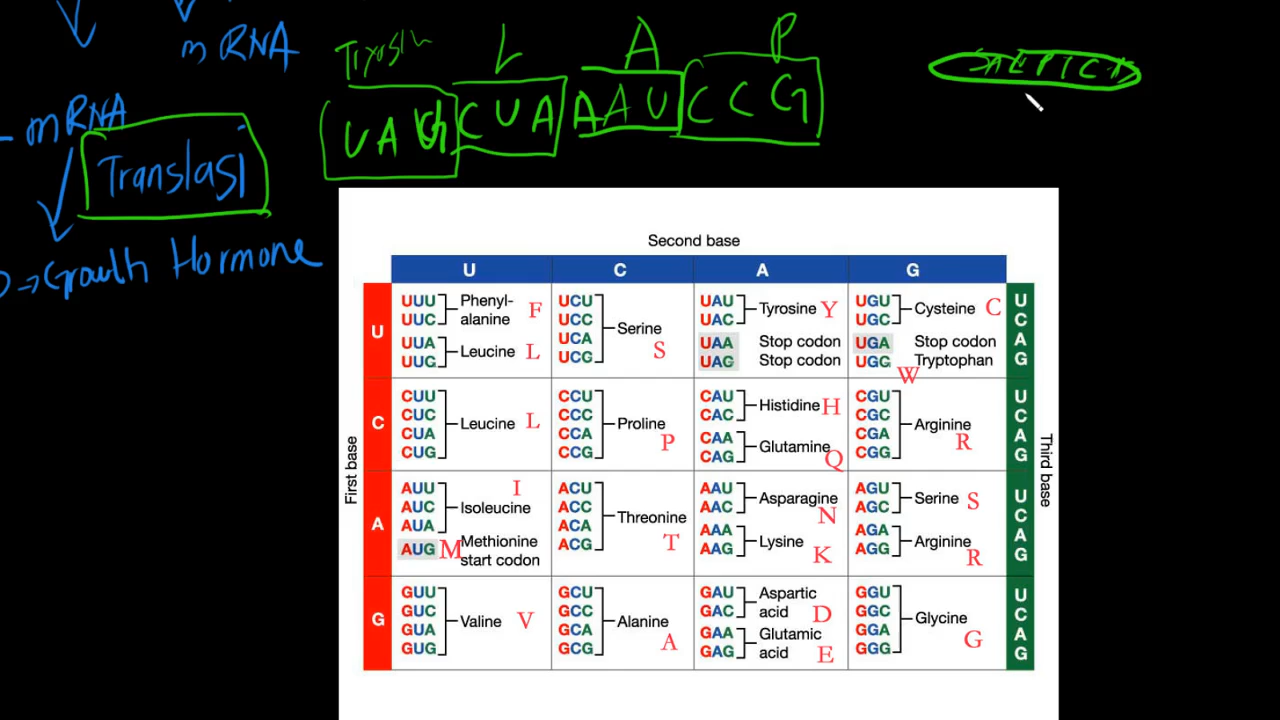 mRNA
L A P
mRNA
UA CUA AAU CCG
Translasi
Growth Hormone
Second base
U C A G
First base
Third base
U
UUU UUC Phenyl-alanine F
UUA UUG Leucine L
UCU UCC UCA UCG Serine S
UAU UAC Tyrosine Y
UAA Stop codon
UAG Stop codon
UGU UGC Cysteine C
UGA Stop codon
UGG Tryptophan W
U C A G
C
CUU CUC CUA CUG Leucine L
CCU CCC CCA CCG Proline P
CAU CAC Histidine H
CAA CAG Glutamine Q
CGU CGC CGA CGG Arginine R
U C A G
A
AUU AUC AUA Isoleucine I
AUG M Methionine start codon
ACU ACC ACA ACG Threonine T
AAU AAC Asparagine N
AAA AAG Lysine K
AGU AGC Serine S
AGA AGG Arginine R
U C A G
G
GUU GUC GUA GUG Valine V
GCU GCC GCA GCG Alanine A
GAU GAC Aspartic acid D
GAA GAG Glutamic acid E
GGU GGC GGA GGG Glycine G
U C A G